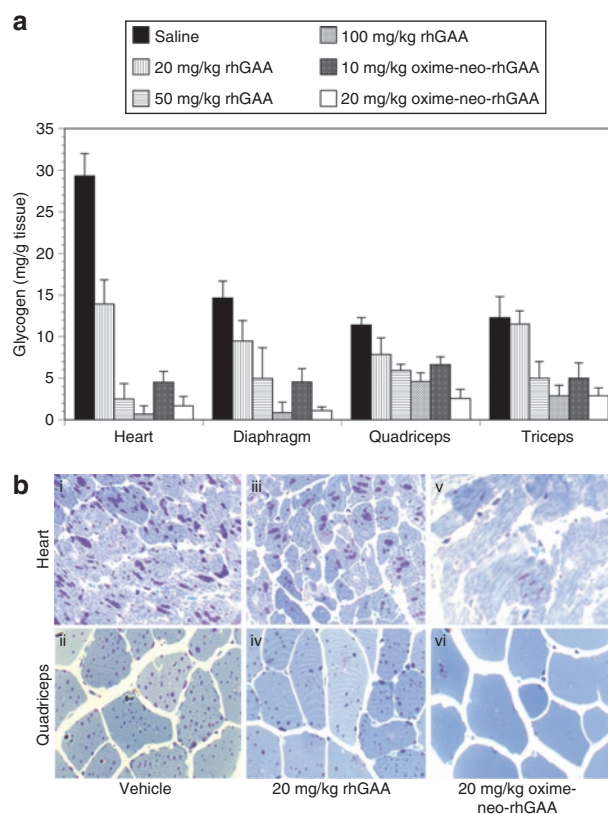 a
Saline
100 mg/kg rhGAA
20 mg/kg rhGAA
10 mg/kg oxime-neo-rhGAA
50 mg/kg rhGAA
20 mg/kg oxime-neo-rhGAA
35
30
25
20
15
10
5
0
Glycogen (mg/g tissue)
Heart Diaphragm Quadriceps Triceps
b
Heart
i iii v
Quadriceps
ii iv vi
Vehicle 20 mg/kg rhGAA 20 mg/kg oxime-
neo-rhGAA